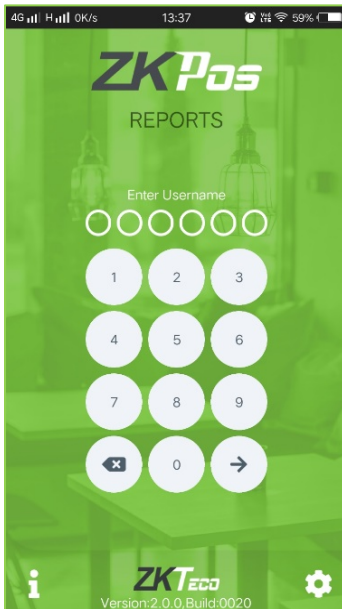 4G H 0K/s 13:37 59%
ZKPos
REPORTS
Enter Username
1 2 3
4 5 6
7 8 9
0
i
ZKTeco
Version:2.0.0,Build:0020